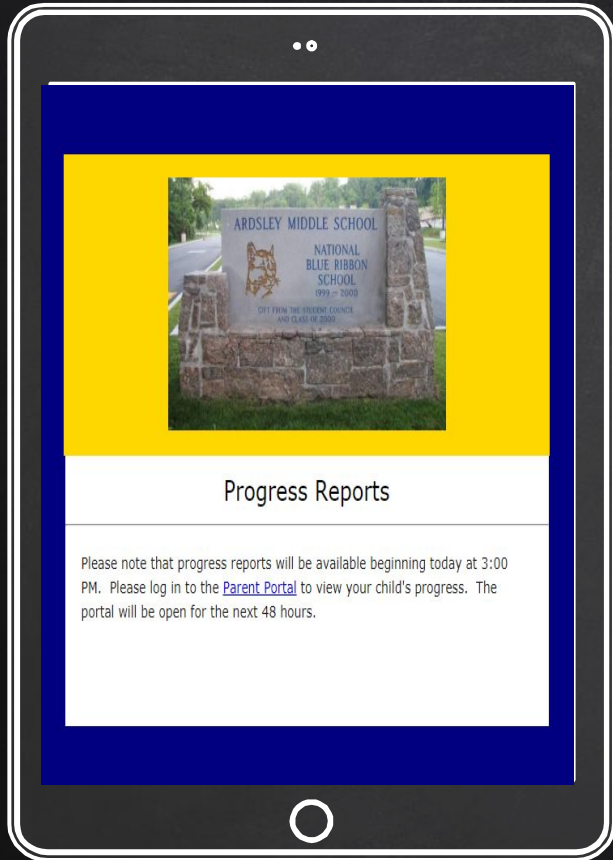 ARDSLEY MIDDLE SCHOOL
NATIONAL
BLUE RIBBON
SCHOOL
1999 - 2000
GIFT FROM THE STUDENT COUNCIL
AND CLASS OF 2000
Progress Reports
Please note that progress reports will be available beginning today at 3:00
PM. Please log in to the Parent Portal to view your child's progress. The
portal will be open for the next 48 hours.